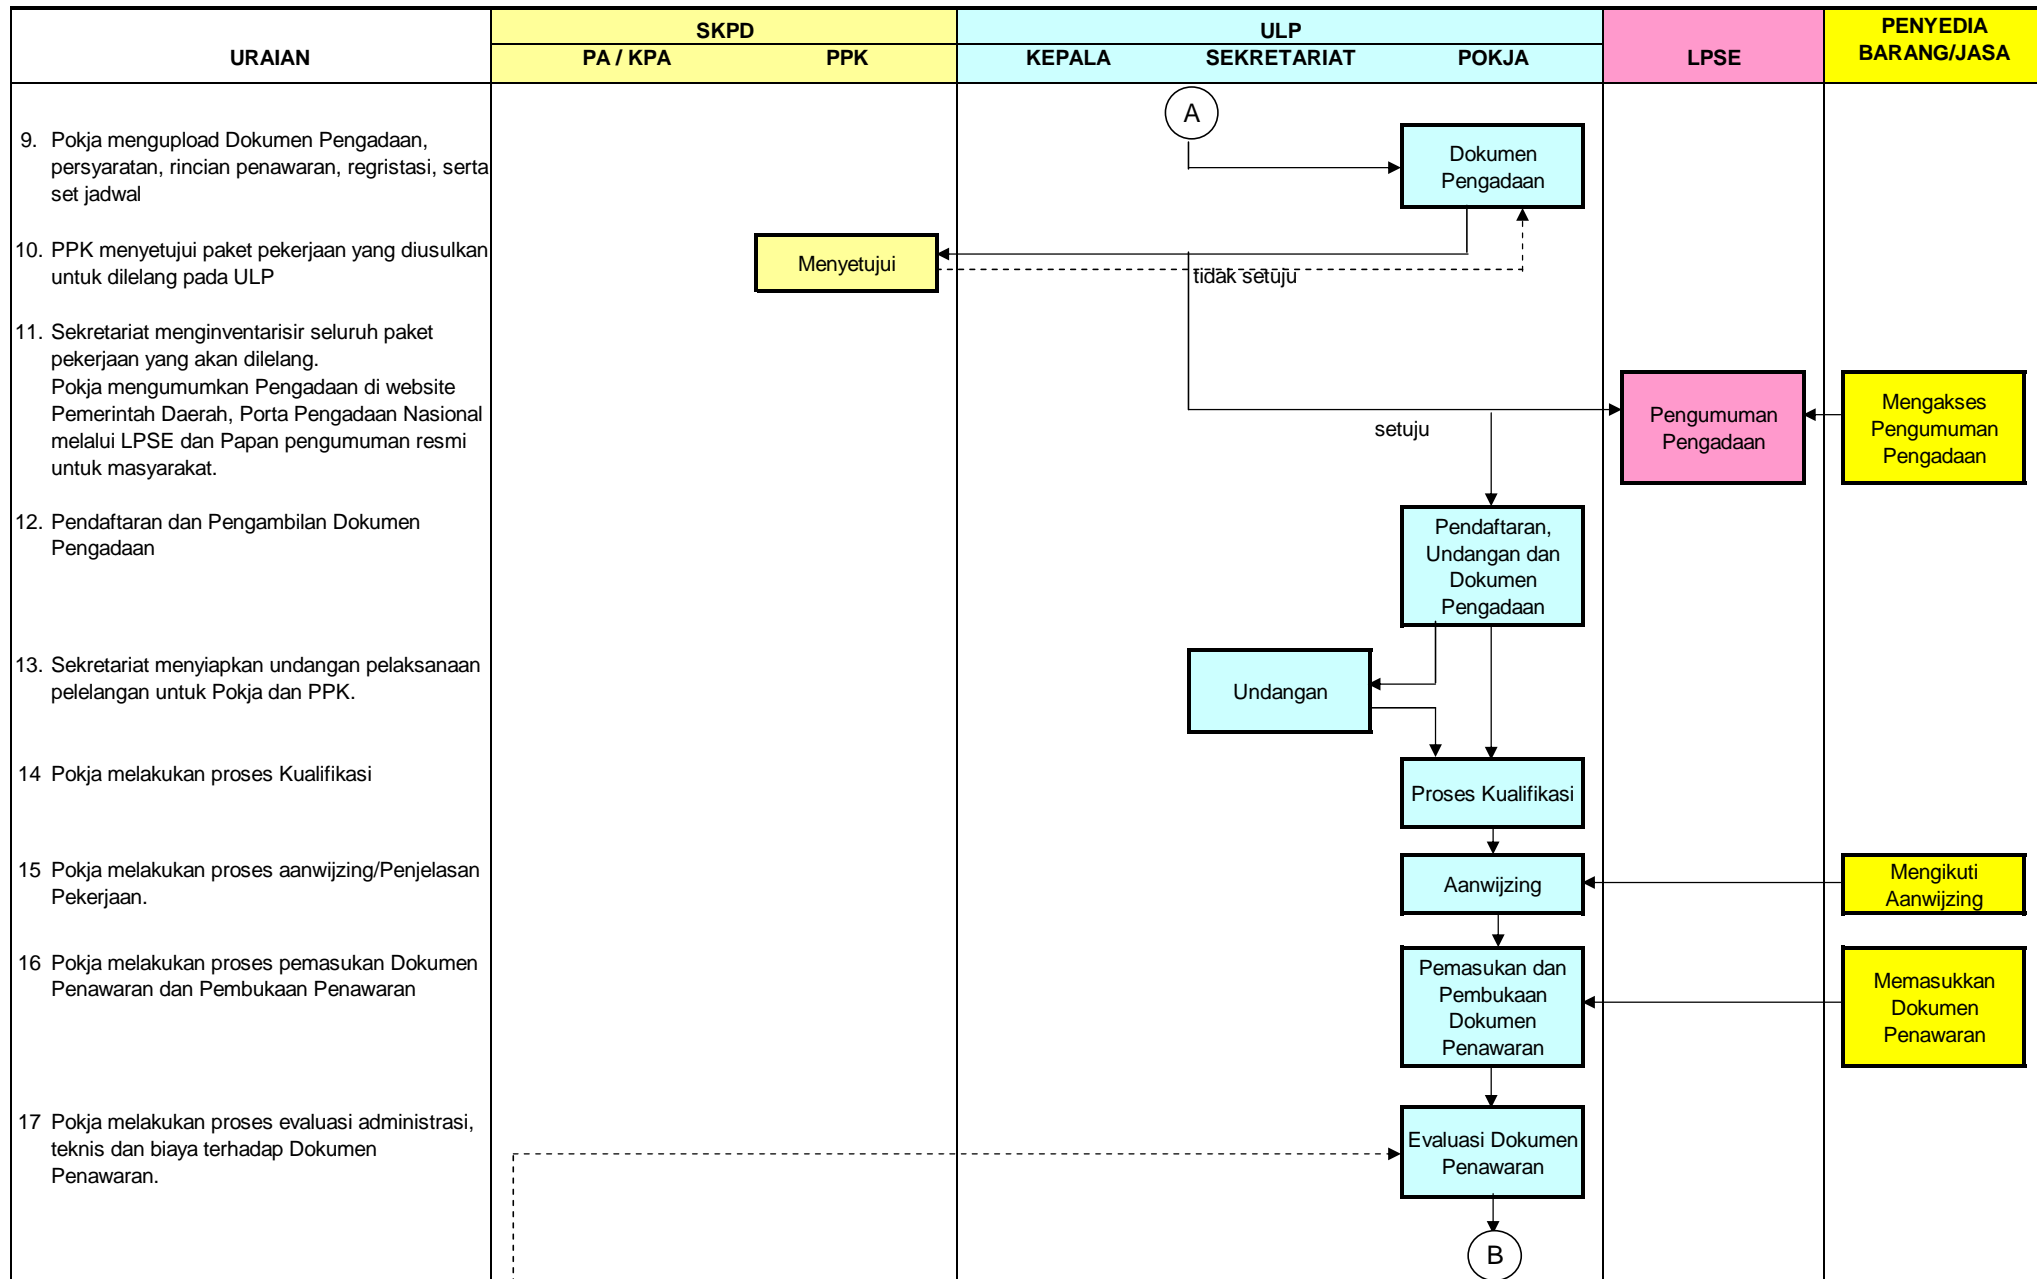 URAIAN
SKPD
PA / KPA
PPK
ULP
KEPALA
SEKRETARIAT
POKJA
LPSE
PENYEDIA
BARANG/JASA
A
9. Pokja mengupload Dokumen Pengadaan,
persyaratan, rincian penawaran, regristasi, serta
set jadwal
Dokumen
Pengadaan
10. PPK menyetujui paket pekerjaan yang diusulkan
untuk dilelang pada ULP
Menyetujui
tidak setuju
11. Sekretariat menginventarisir seluruh paket
pekerjaan yang akan dilelang.
Pokja mengumumkan Pengadaan di website
Pemerintah Daerah, Porta Pengadaan Nasional
melalui LPSE dan Papan pengumuman resmi
untuk masyarakat.
setuju
Pengumuman
Pengadaan
Mengakses
Pengumuman
Pengadaan
12. Pendaftaran dan Pengambilan Dokumen
Pengadaan
Pendaftaran,
Undangan dan
Dokumen
Pengadaan
13. Sekretariat menyiapkan undangan pelaksanaan
pelelangan untuk Pokja dan PPK.
Undangan
14 Pokja melakukan proses Kualifikasi
Proses Kualifikasi
15 Pokja melakukan proses aanwijzing/Penjelasan
Pekerjaan.
Aanwijzing
Mengikuti
Aanwijzing
16 Pokja melakukan proses pemasukan Dokumen
Penawaran dan Pembukaan Penawaran
Pemasukan dan
Pembukaan
Dokumen
Penawaran
Memasukkan
Dokumen
Penawaran
17 Pokja melakukan proses evaluasi administrasi,
teknis dan biaya terhadap Dokumen
Penawaran.
Evaluasi Dokumen
Penawaran
B